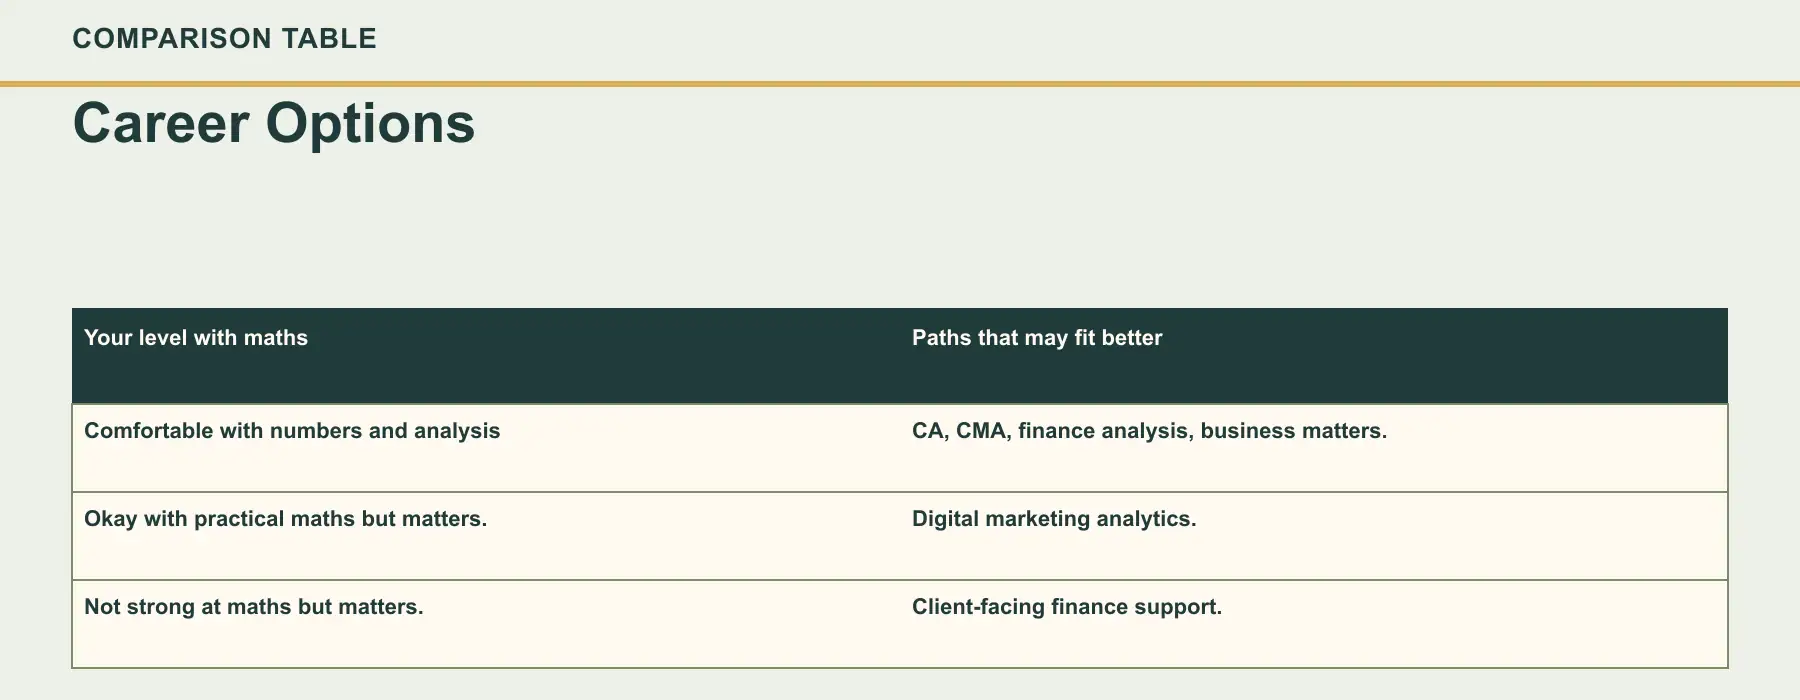 COMPARISON TABLE
Career Options
Your level with maths
Paths that may fit better
Comfortable with numbers and analysis
CA, CMA, finance analysis, business matters.
Okay with practical maths but matters.
Digital marketing analytics.
Not strong at maths but matters.
Client-facing finance support.